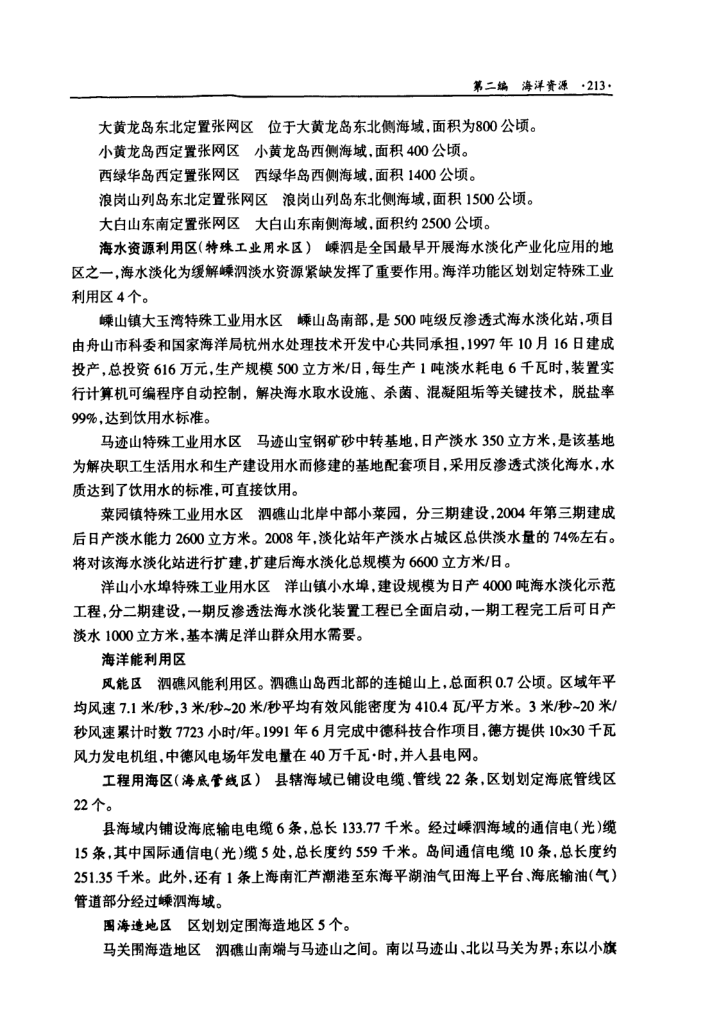 第二编　海洋资源　·213·
大黄龙岛东北定置张网区　位于大黄龙岛东北侧海域，面积为800公顷。
小黄龙岛西定置张网区　小黄龙岛西侧海域，面积400公顷。
西绿华岛西定置张网区　西绿华岛西侧海域，面积1400公顷。
浪岗山列岛东北定置张网区　浪岗山列岛东北侧海域，面积1500公顷。
大白山东南定置张网区　大白山东南侧海域，面积约2500公顷。
海水资源利用区（特殊工业用水区）　嵊泗是全国最早开展海水淡化产业化应用的地
区之一，海水淡化为缓解嵊泗淡水资源紧缺发挥了重要作用。海洋功能区划划定特殊工业
利用区4个。
嵊山镇大玉湾特殊工业用水区　嵊山岛南部，是500吨级反渗透式海水淡化站，项目
由舟山市科委和国家海洋局杭州水处理技术开发中心共同承担，1997年10月16日建成
投产，总投资616万元，生产规模500立方米/日，每生产1吨淡水耗电6千瓦时，装置实
行计算机可编程序自动控制，解决海水取水设施、杀菌、混凝阻垢等关键技术，脱盐率
99%，达到饮用水标准。
马迹山特殊工业用水区　马迹山宝钢矿砂中转基地，日产淡水350立方米，是该基地
为解决职工生活用水和生产建设用水而修建的基地配套项目，采用反渗透式淡化海水，水
质达到了饮用水的标准，可直接饮用。
菜园镇特殊工业用水区　泗礁山北岸中部小菜园，分三期建设，2004年第三期建成
后日产淡水能力2600立方米。2008年，淡化站年产淡水占城区总供淡水量的74%左右。
将对该海水淡化站进行扩建，扩建后海水淡化总规模为6600立方米/日。
洋山小水埠特殊工业用水区　洋山镇小水埠，建设规模为日产4000吨海水淡化示范
工程，分二期建设，一期反渗透法海水淡化装置工程已全面启动，一期工程完工后可日产
淡水1000立方米，基本满足洋山群众用水需要。
海洋能利用区
风能区　泗礁风能利用区。泗礁山岛西北部的连槌山上，总面积0.7公顷。区域年平
均风速7.1米/秒，3米/秒~20米/秒平均有效风能密度为410.4瓦/平方米。3米/秒~20米/
秒风速累计时数7723小时/年。1991年6月完成中德科技合作项目，德方提供10×30千瓦
风力发电机组，中德风电场年发电量在40万千瓦·时，并入县电网。
工程用海区（海底管线区）　县辖海域已铺设电缆、管线22条，区划划定海底管线区
22个。
县海域内铺设海底输电电缆6条，总长133.77千米。经过嵊泗海域的通信电（光）缆
15条，其中国际通信电（光）缆5处，总长度约559千米。岛间通信电缆10条，总长度约
251.35千米。此外，还有1条上海南汇芦潮港至东海平湖油气田海上平台、海底输油（气）
管道部分经过嵊泗海域。
围海造地区　区划划定围海造地区5个。
马关围海造地区　泗礁山南端与马迹山之间。南以马迹山、北以马关为界；东以小旗